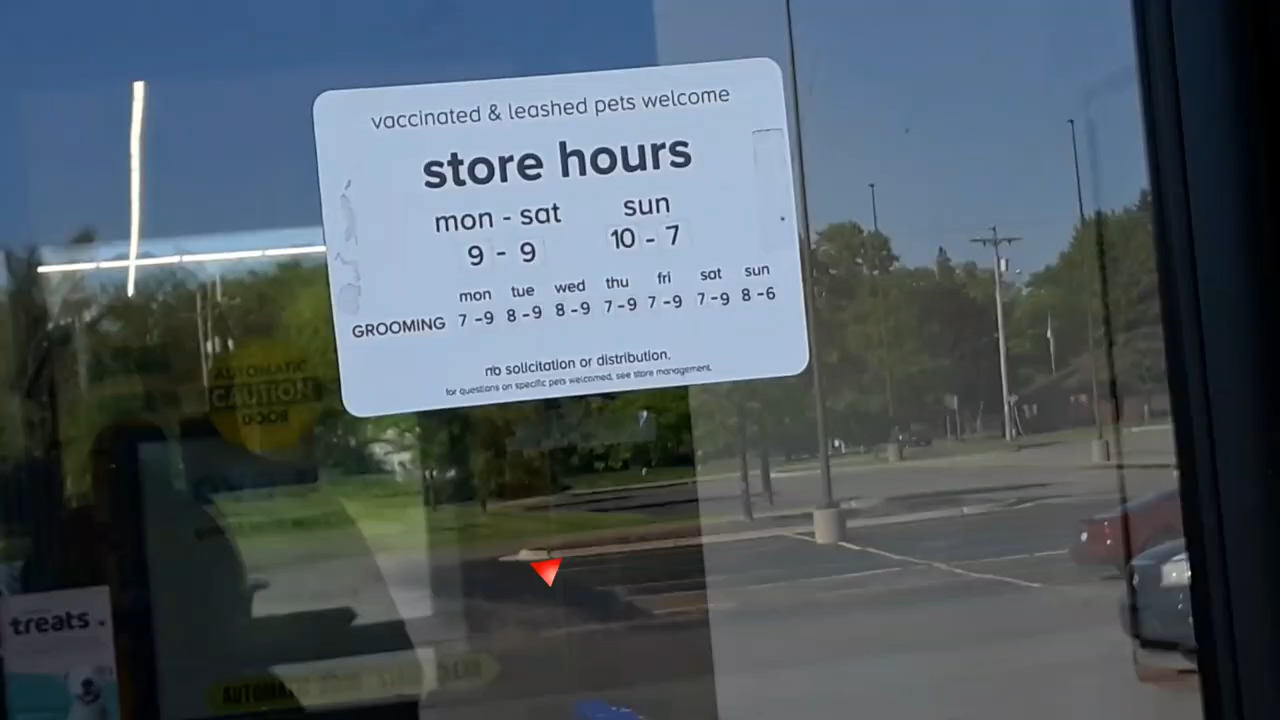 vaccinated & leashed pets welcome
store hours
mon - sat sun
9 - 9 10 - 7
mon tue wed thu fri sat sun
GROOMING 7 - 9 8 - 9 8 - 9 7 - 9 7 - 9 7 - 9 8 - 6
no solicitation or distribution.
for questions on specific pets welcomed, see store management.
AUTOMATIC
CAUTION
DOOR
treats